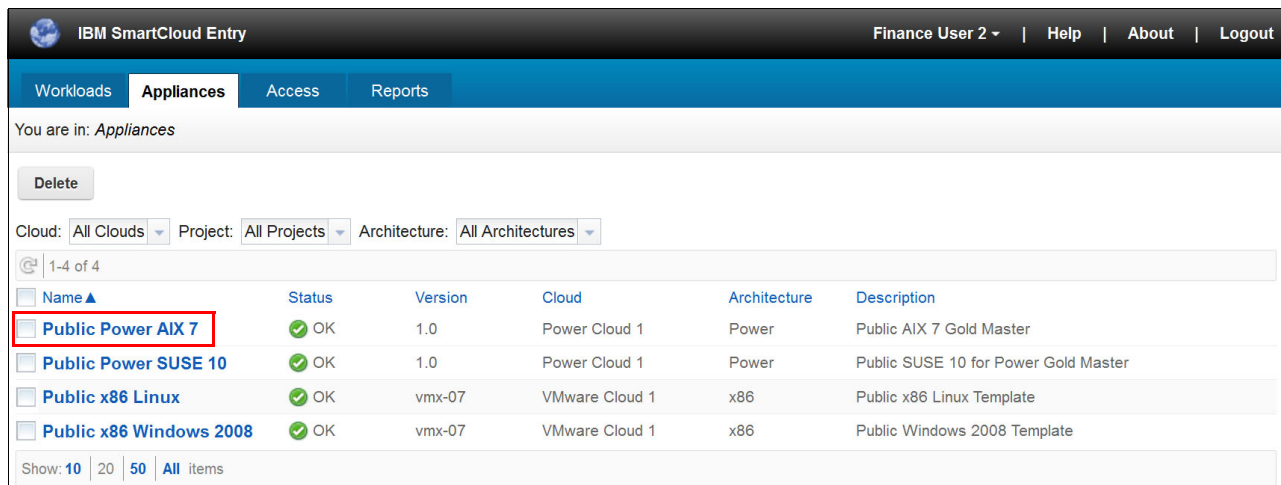 IBM SmartCloud Entry Finance User 2 | Help | About | Logout
Workloads Appliances Access Reports
You are in: Appliances
Delete
Cloud: All Clouds Project: All Projects Architecture: All Architectures
1-4 of 4
Name▲ Status Version Cloud Architecture Description
Public Power AIX 7 OK 1.0 Power Cloud 1 Power Public AIX 7 Gold Master
Public Power SUSE 10 OK 1.0 Power Cloud 1 Power Public SUSE 10 for Power Gold Master
Public x86 Linux OK vmx-07 VMware Cloud 1 x86 Public x86 Linux Template
Public x86 Windows 2008 OK vmx-07 VMware Cloud 1 x86 Public Windows 2008 Template
Show: 10 | 20 | 50 | All items